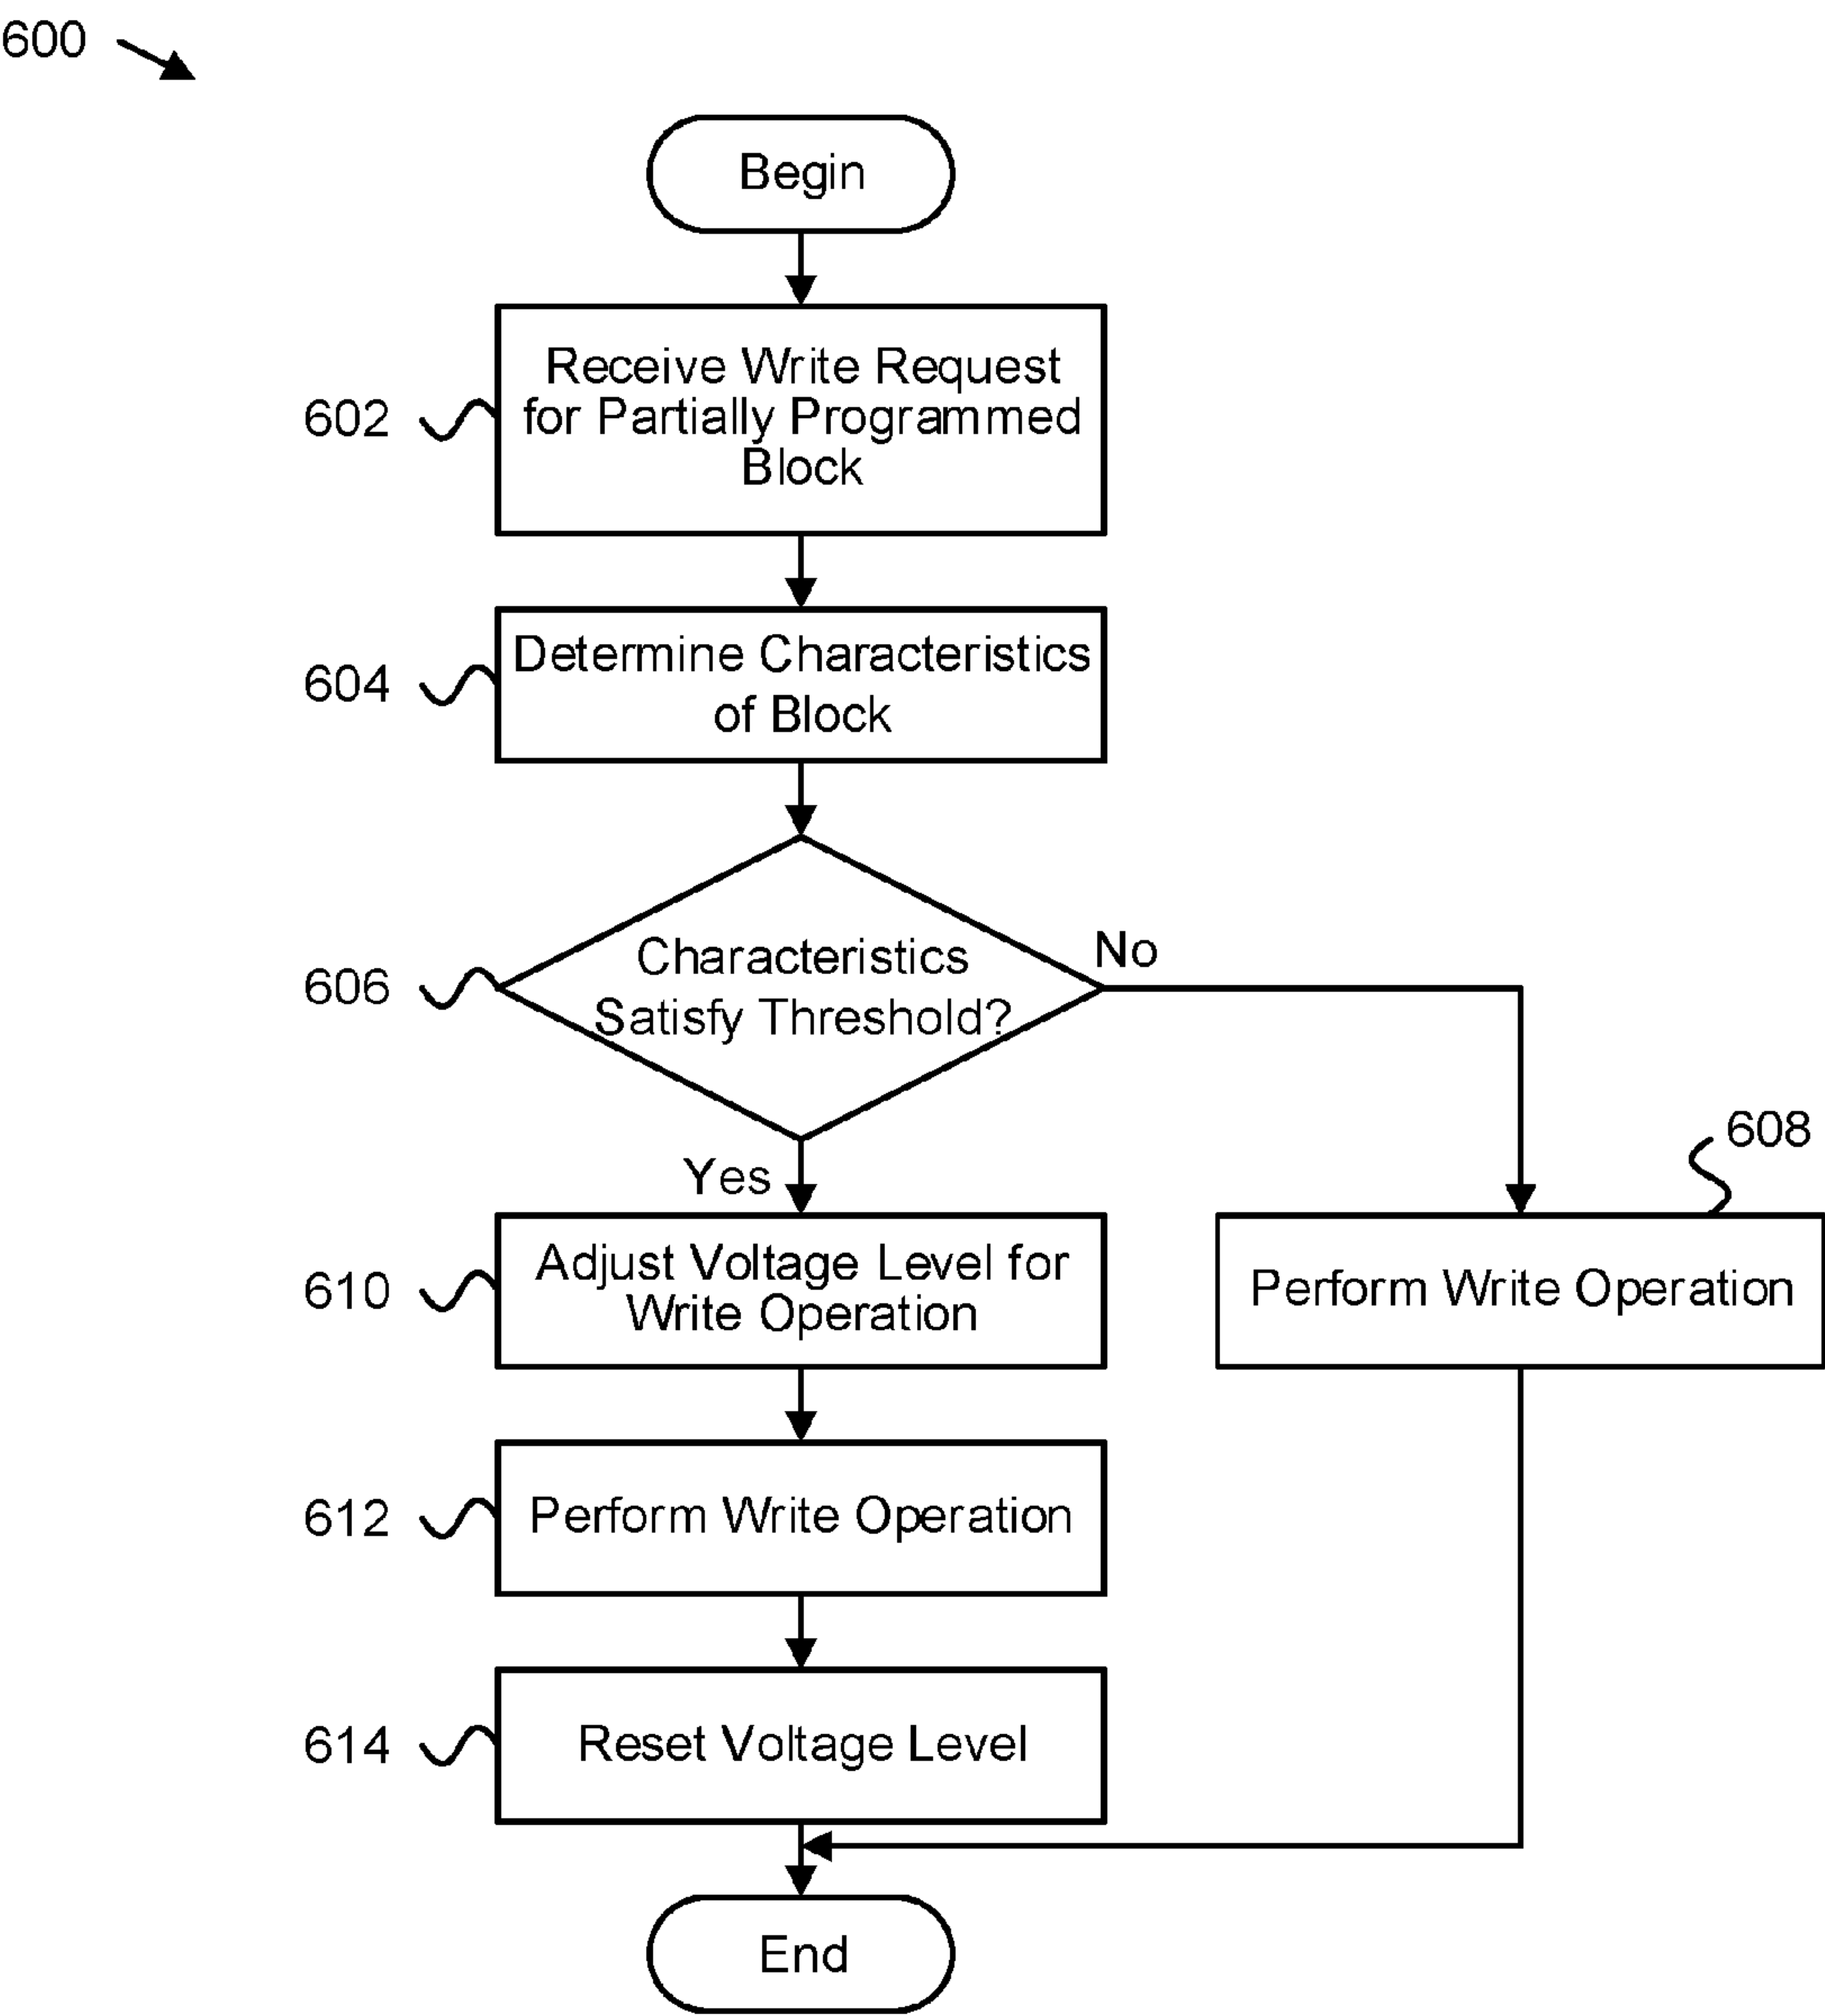 600
Begin
602
Receive Write Request
for Partially Programmed
Block
604
Determine Characteristics
of Block
606
Characteristics
Satisfy Threshold?
No
Yes
608
610
Adjust Voltage Level for
Write Operation
Perform Write Operation
612
Perform Write Operation
614
Reset Voltage Level
End